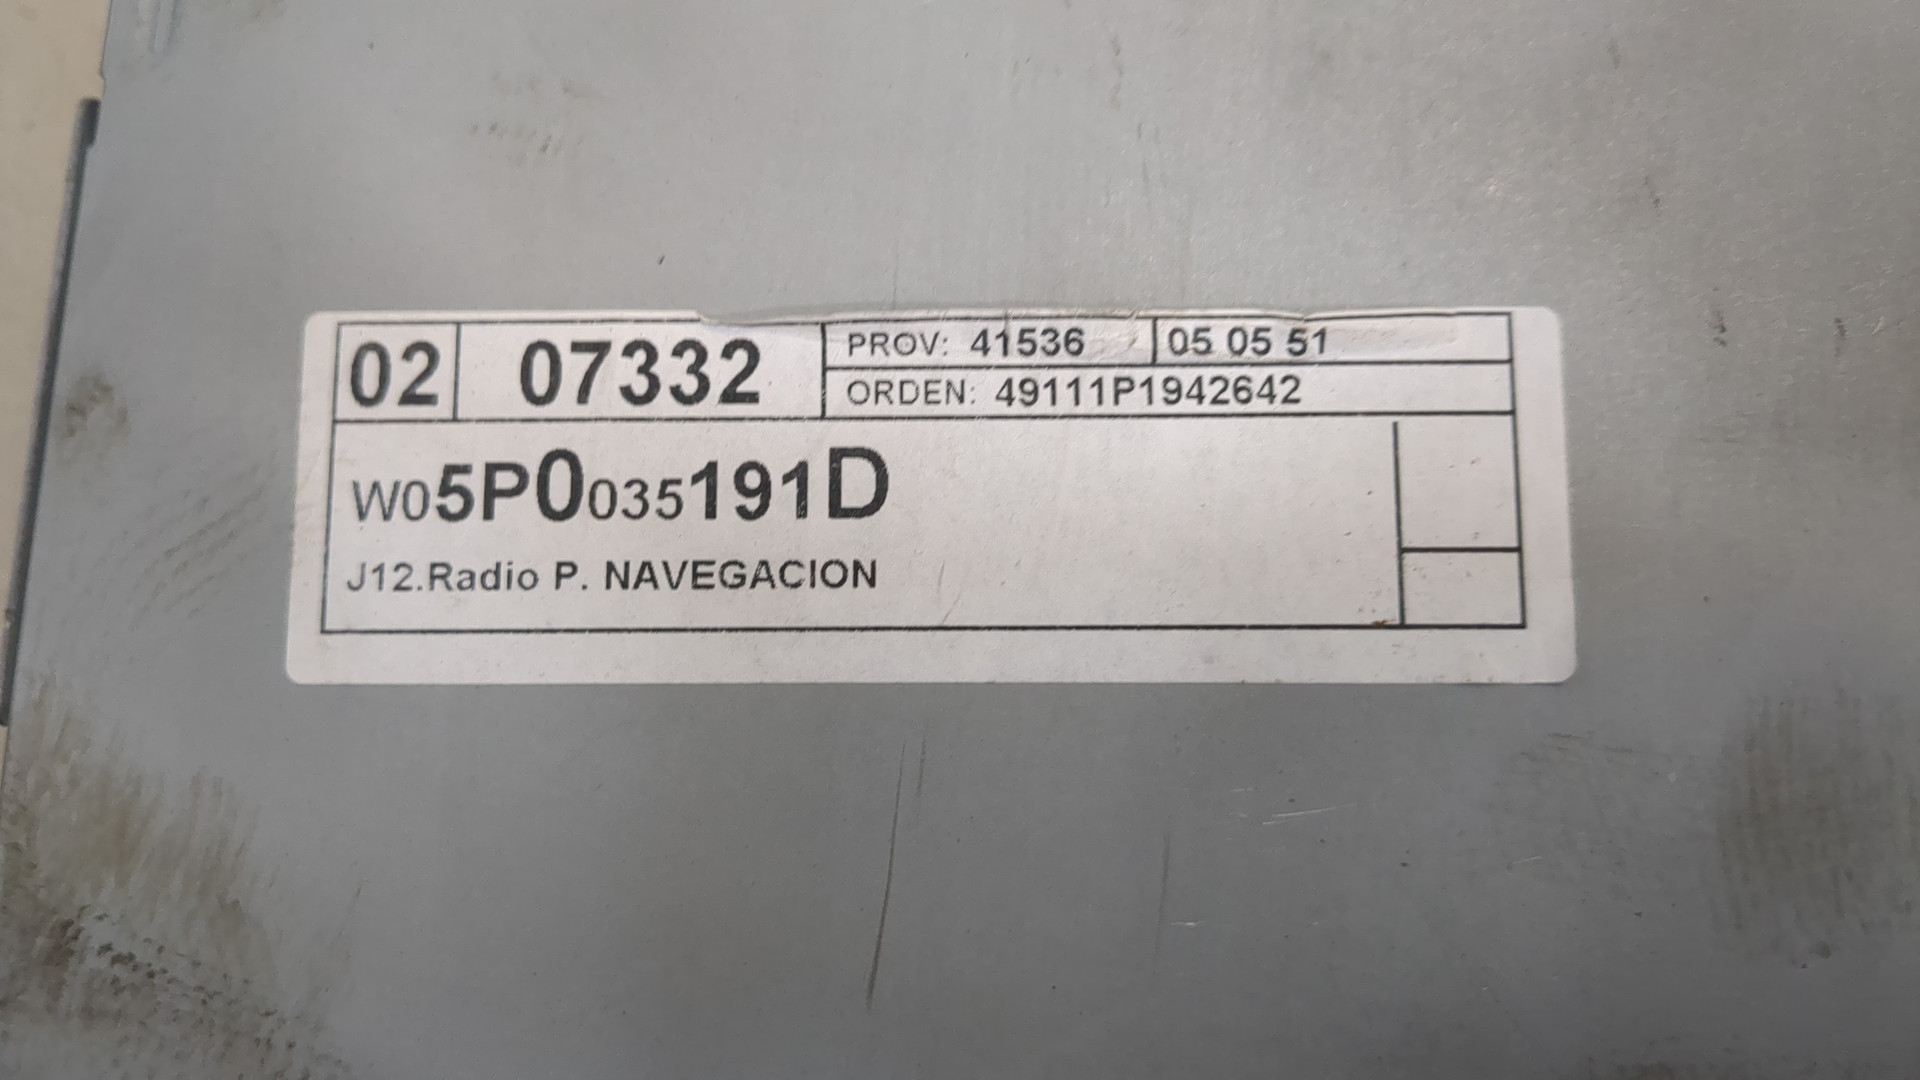 02 07332 PROV: 41536 05 05 51
ORDEN: 49111P1942642
W05P0035191D
J12.Radio P. NAVEGACION